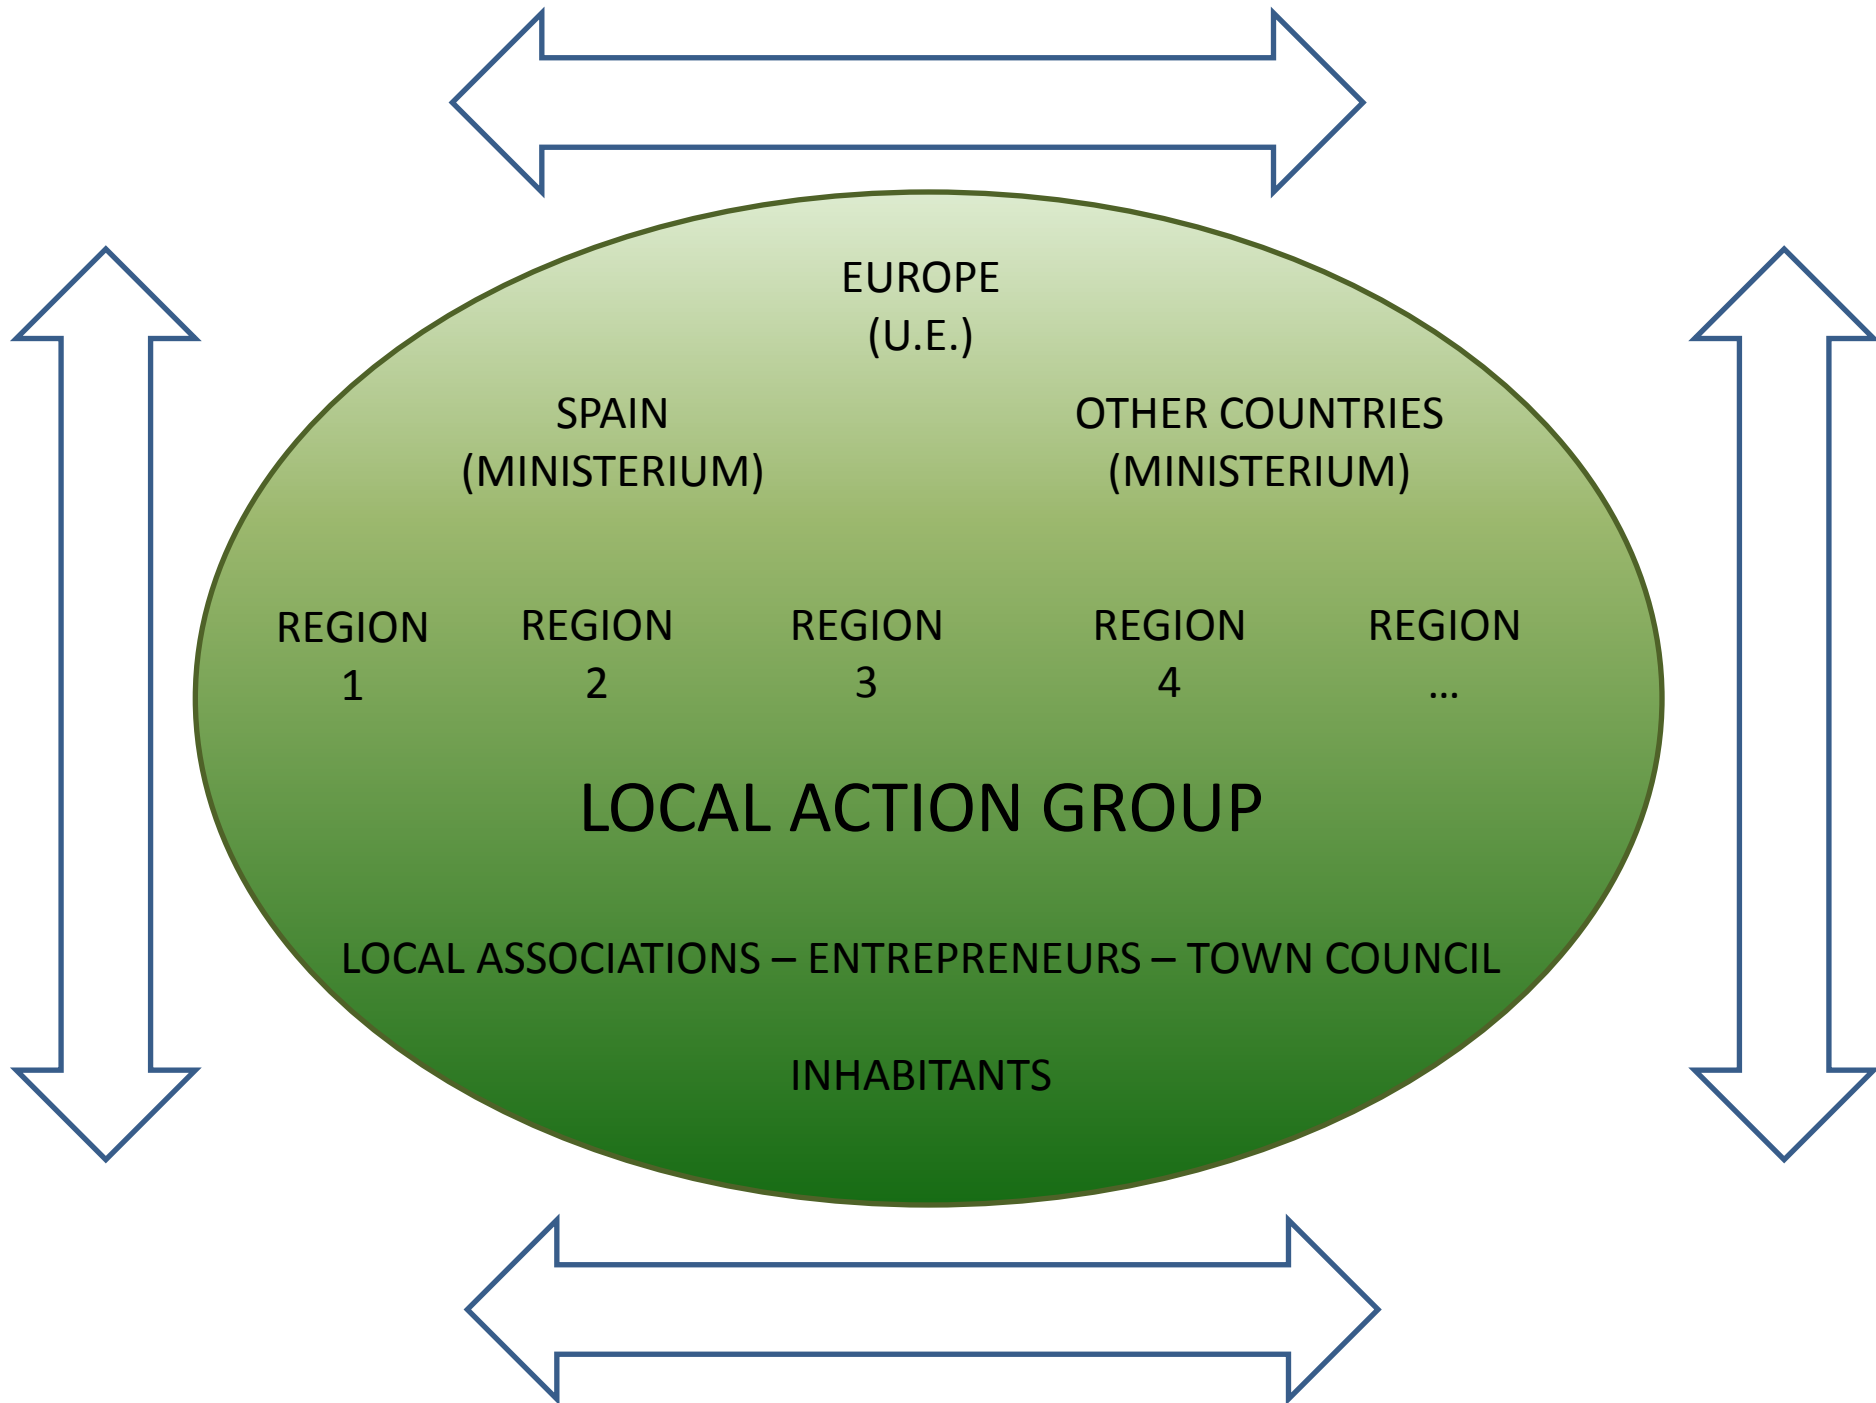 EUROPE
(U.E.)
SPAIN
(MINISTERIUM)
OTHER COUNTRIES
(MINISTERIUM)
REGION
1
REGION
2
REGION
3
REGION
4
REGION
...
LOCAL ACTION GROUP
LOCAL ASSOCIATIONS – ENTREPRENEURS – TOWN COUNCIL
INHABITANTS